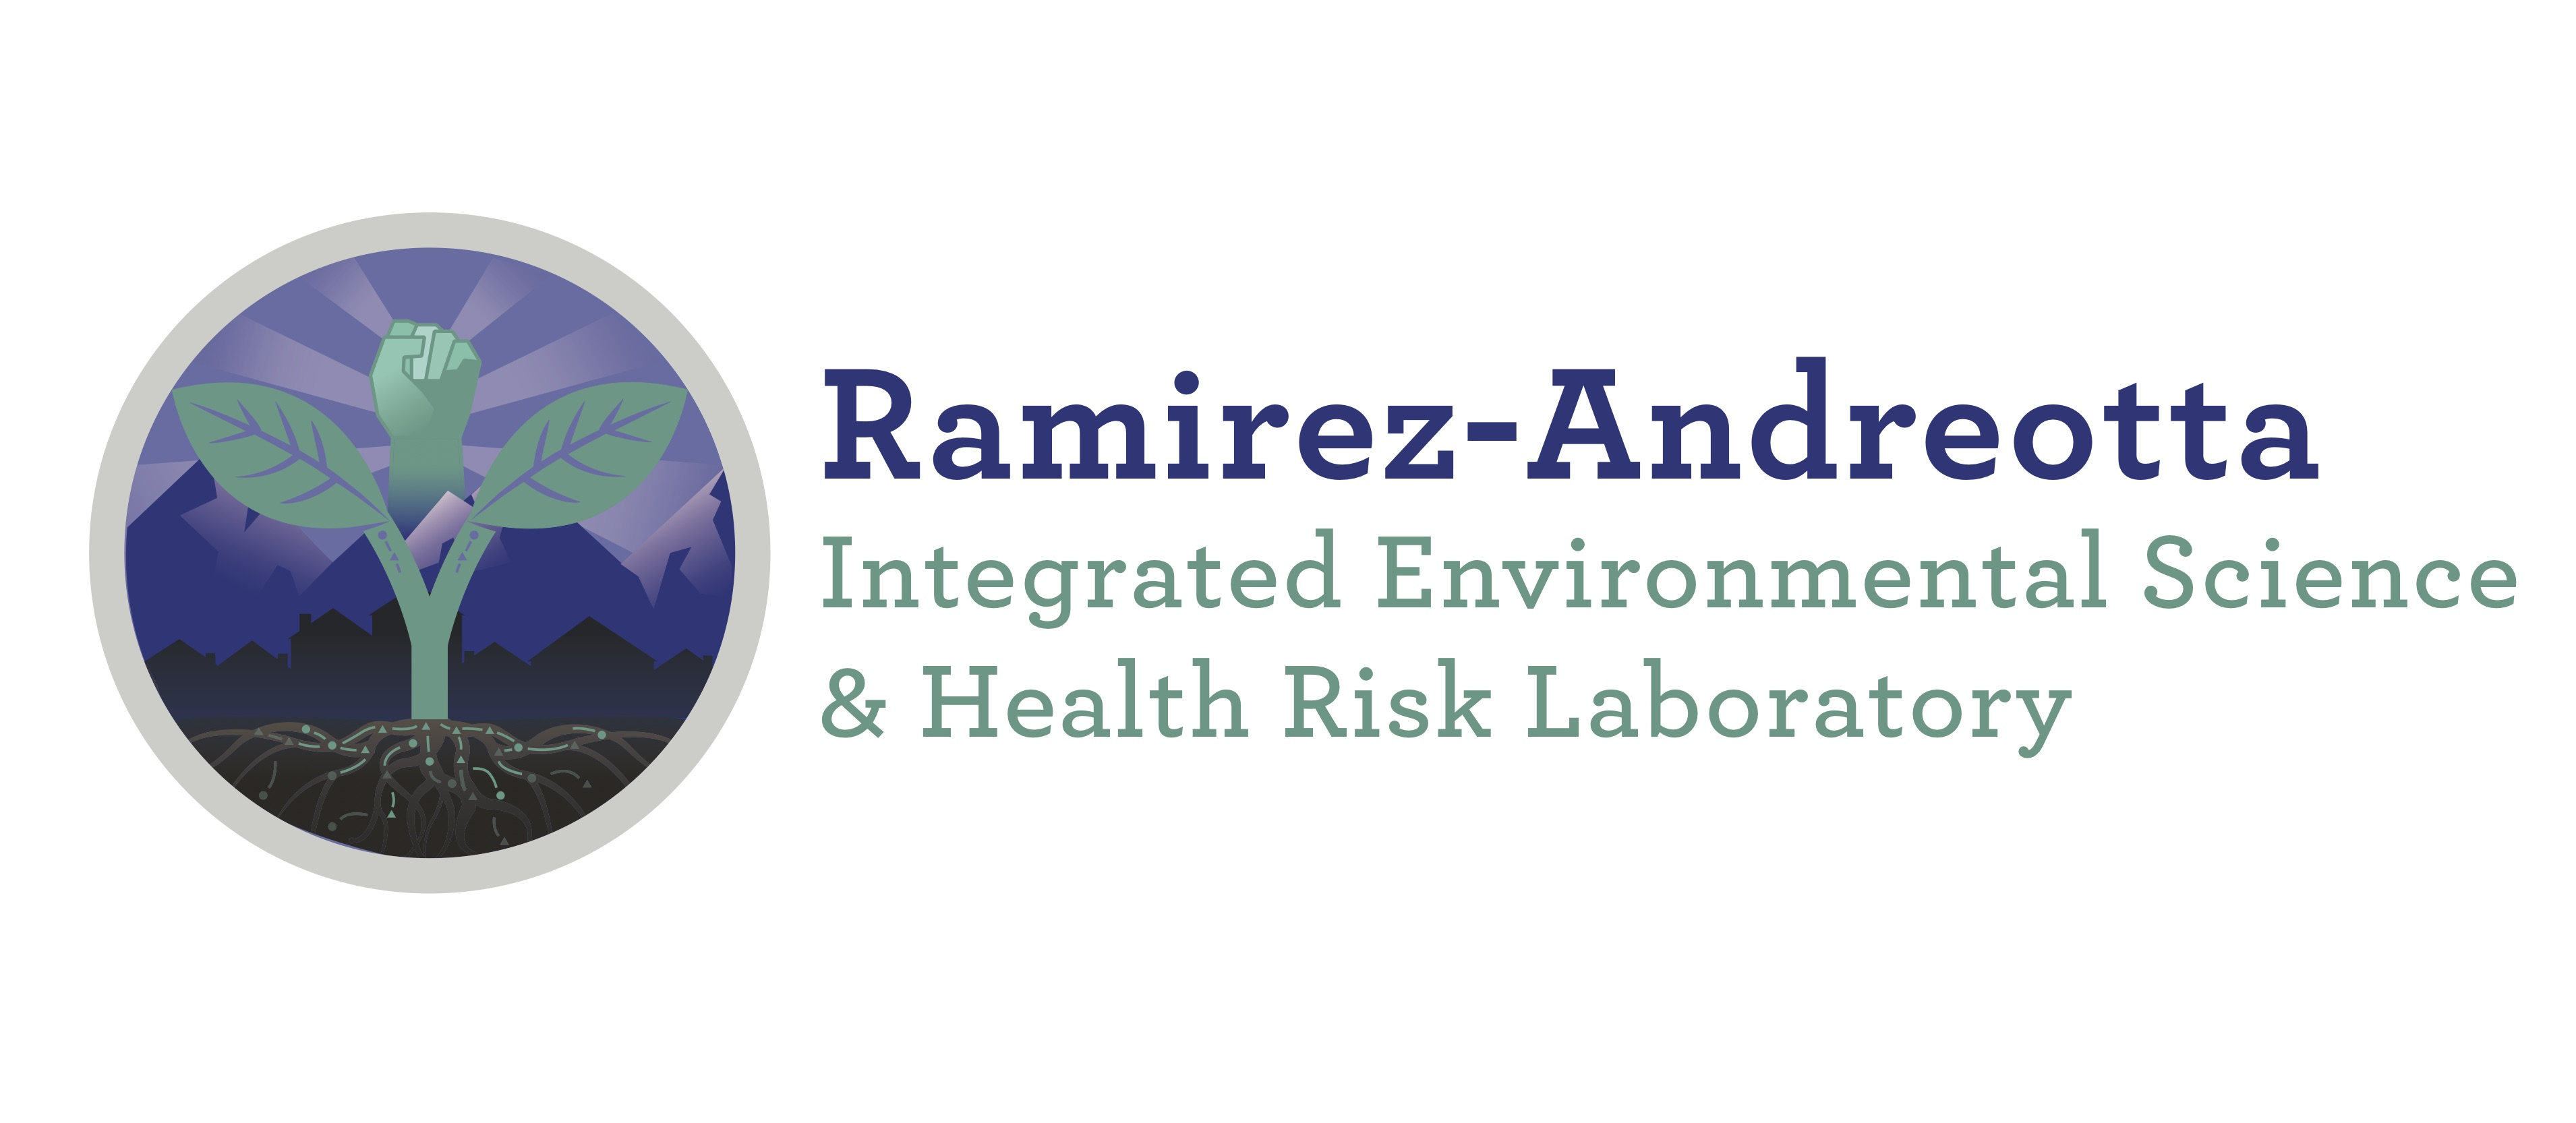 Ramirez-Andreotta
Integrated Environmental Science
& Health Risk Laboratory